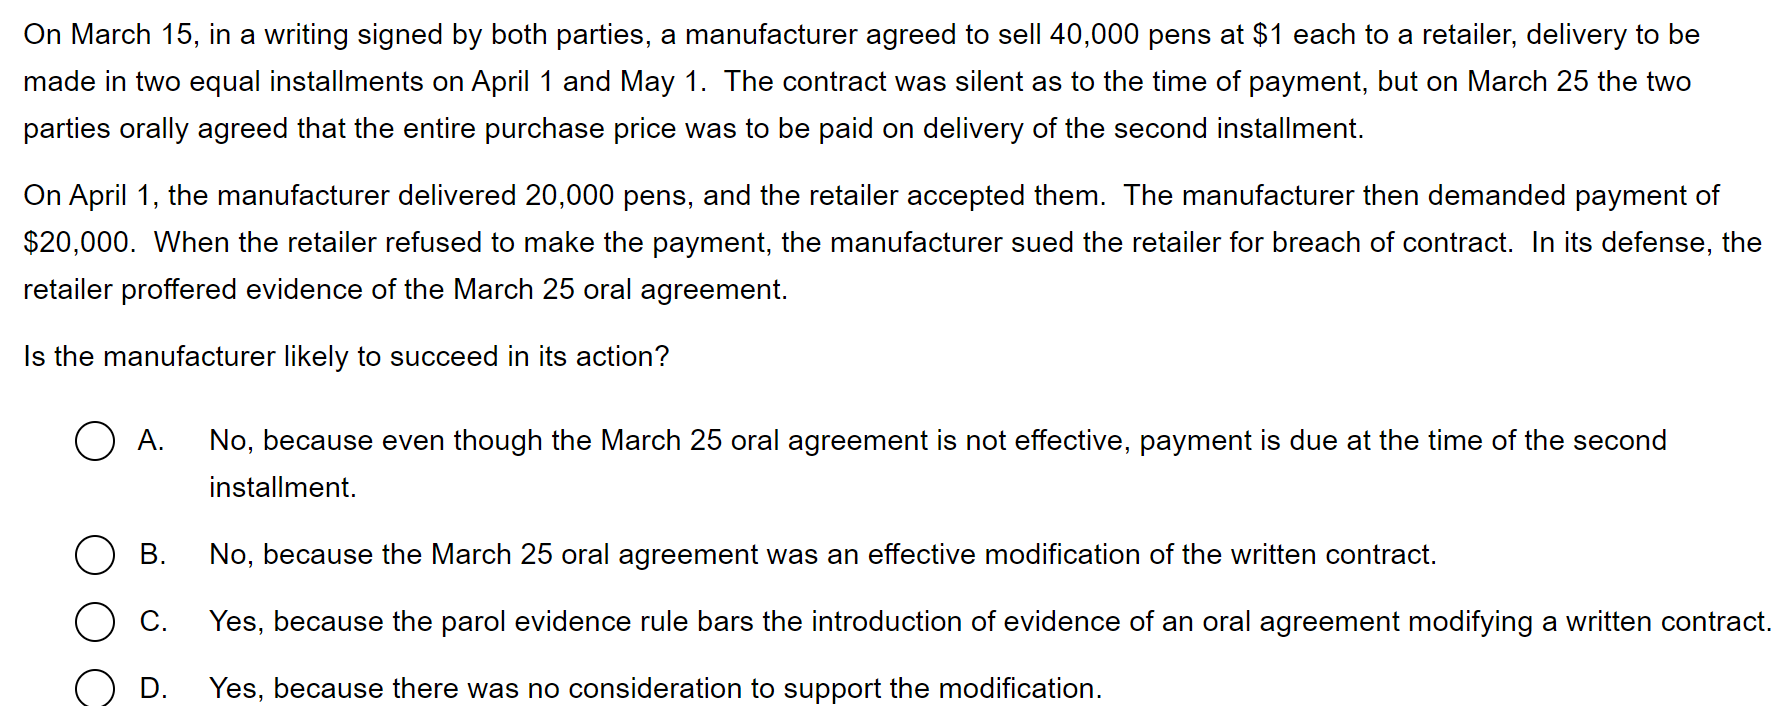 On March 15, in a writing signed by both parties, a manufacturer agreed to sell 40,000 pens at $1 each to a retailer, delivery to be
made in two equal installments on April 1 and May 1.  The contract was silent as to the time of payment, but on March 25 the two
parties orally agreed that the entire purchase price was to be paid on delivery of the second installment.
On April 1, the manufacturer delivered 20,000 pens, and the retailer accepted them.  The manufacturer then demanded payment of
$20,000.  When the retailer refused to make the payment, the manufacturer sued the retailer for breach of contract.  In its defense, the
retailer proffered evidence of the March 25 oral agreement.
Is the manufacturer likely to succeed in its action?
A. No, because even though the March 25 oral agreement is not effective, payment is due at the time of the second
installment.
B. No, because the March 25 oral agreement was an effective modification of the written contract.
C. Yes, because the parol evidence rule bars the introduction of evidence of an oral agreement modifying a written contract.
D. Yes, because there was no consideration to support the modification.